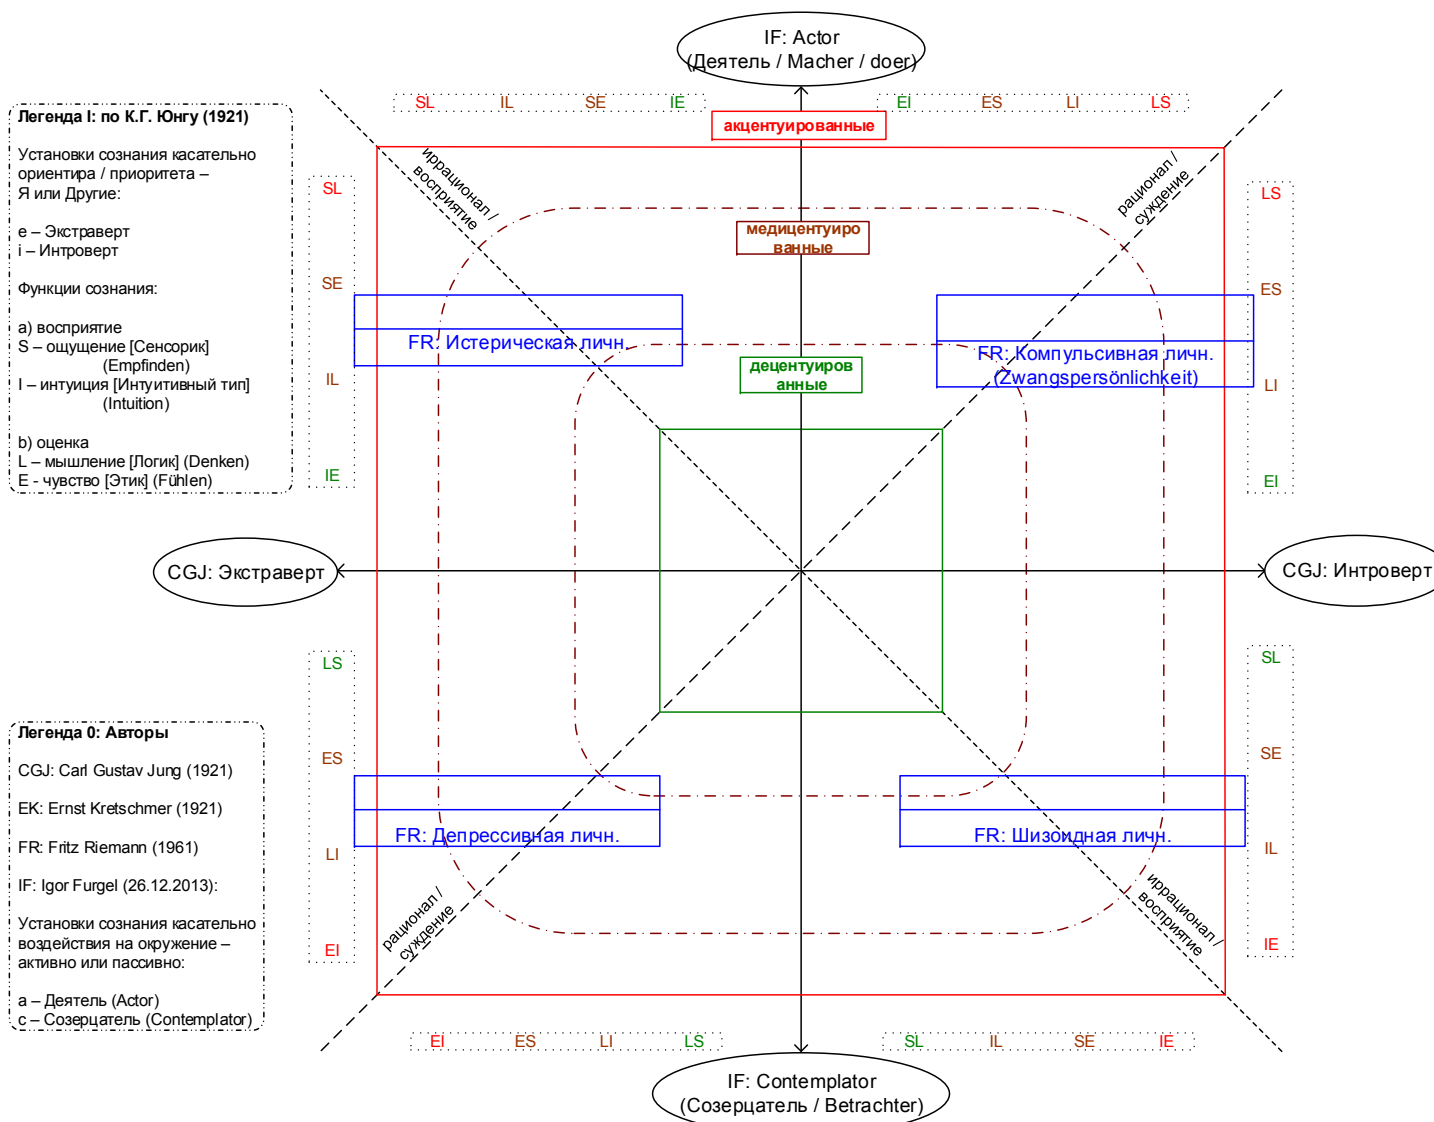 IF: Actor
(Деятель / Macher / doer)
SL IL SE IE
EI ES LI LS
акцентуированные
Легенда I: по К.Г. Юнгу (1921)
Установки сознания касательно
ориентира / приоритета –
Я или Другие:
e – Экстраверт
i – Интроверт
Функции сознания:
a) восприятие
S – ощущение [Сенсорик]
(Empfinden)
I – интуиция [Интуитивный тип]
(Intuition)
b) оценка
L – мышление [Логик] (Denken)
E - чувство [Этик] (Fühlen)
SL
SE
IL
IE
иррационал /
восприятие
рационал /
суждение
медицентуиро
ванные
децентуиров
анные
LS
ES
LI
EI
FR: Истерическая личн.
FR: Компульсивная личн.
(Zwangspersönlichkeit)
CGJ: Экстраверт
CGJ: Интроверт
LS
ES
LI
EI
SL
SE
IL
IE
Легенда 0: Авторы
CGJ: Carl Gustav Jung (1921)
EK: Ernst Kretschmer (1921)
FR: Fritz Riemann (1961)
IF: Igor Furgel (26.12.2013):
Установки сознания касательно
воздействия на окружение –
активно или пассивно:
a – Деятель (Actor)
c – Созерцатель (Contemplator)
FR: Депрессивная личн.
FR: Шизоидная личн.
рационал /
суждение
иррационал /
восприятие
EI ES LI LS
SL IL SE IE
IF: Contemplator
(Созерцатель / Betrachter)